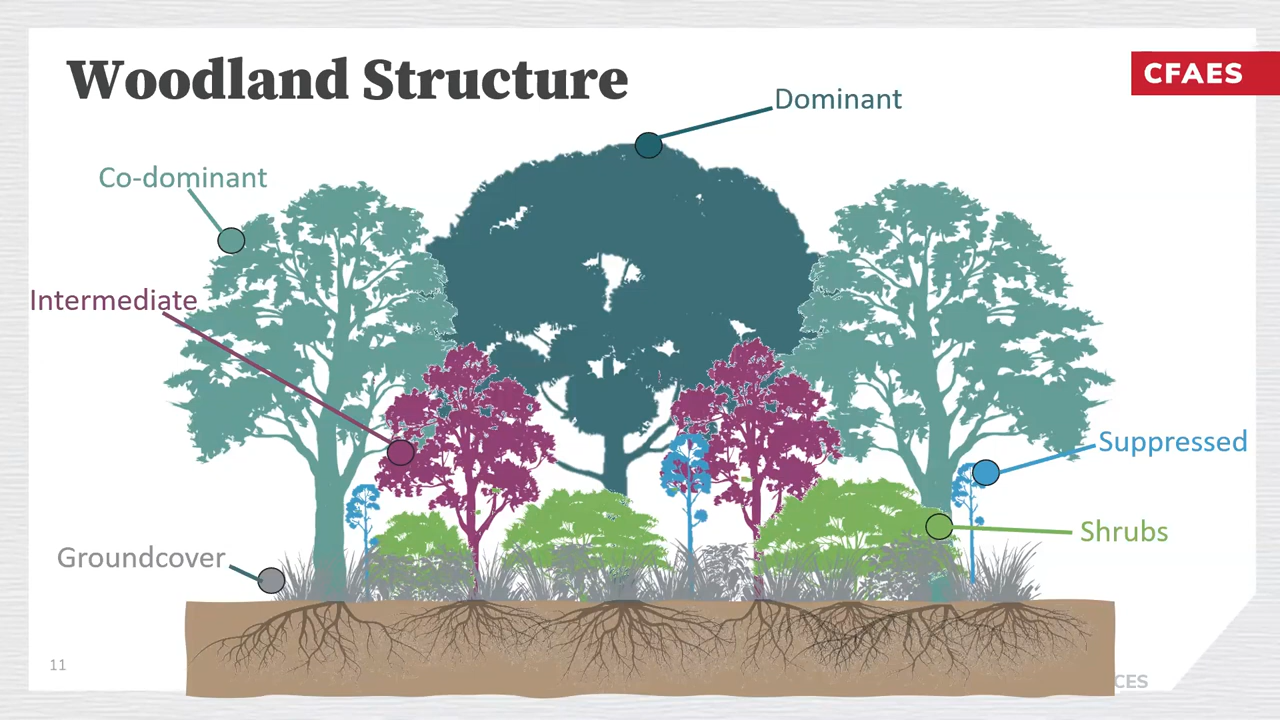 Woodland Structure
CFAES
Dominant
Co-dominant
Intermediate
Suppressed
Shrubs
Groundcover
11
CES